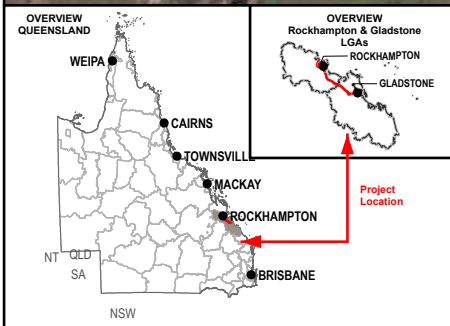 OVERVIEW
QUEENSLAND
WEIPA
CAIRNS
TOWNSVILLE
MACKAY
ROCKHAMPTON
BRISBANE
NT
QLD
SA
NSW
OVERVIEW
Rockhampton & Gladstone
LGAs
ROCKHAMPTON
GLADSTONE
Project
Location